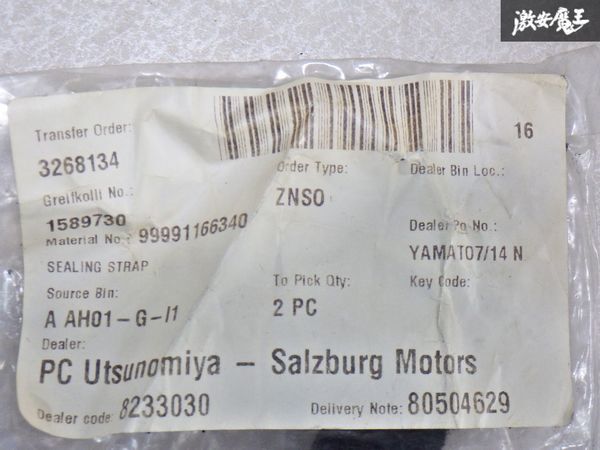 激安魔王
16
Transfer Order:
3268134
Order Type:
Dealer Bin Loc.:
ZNSO
Greifkolli No.:
1589730
Material No.: 99991166340
Dealer Po No.:
YAMATO7/14 N
SEALING STRAP
Source Bin:
To Pick Qty:
Key Code:
A AH01-G-I1
2 PC
Dealer:
PC Utsunomiya - Salzburg Motors
Dealer code: 8233030
Delivery Note: 80504629